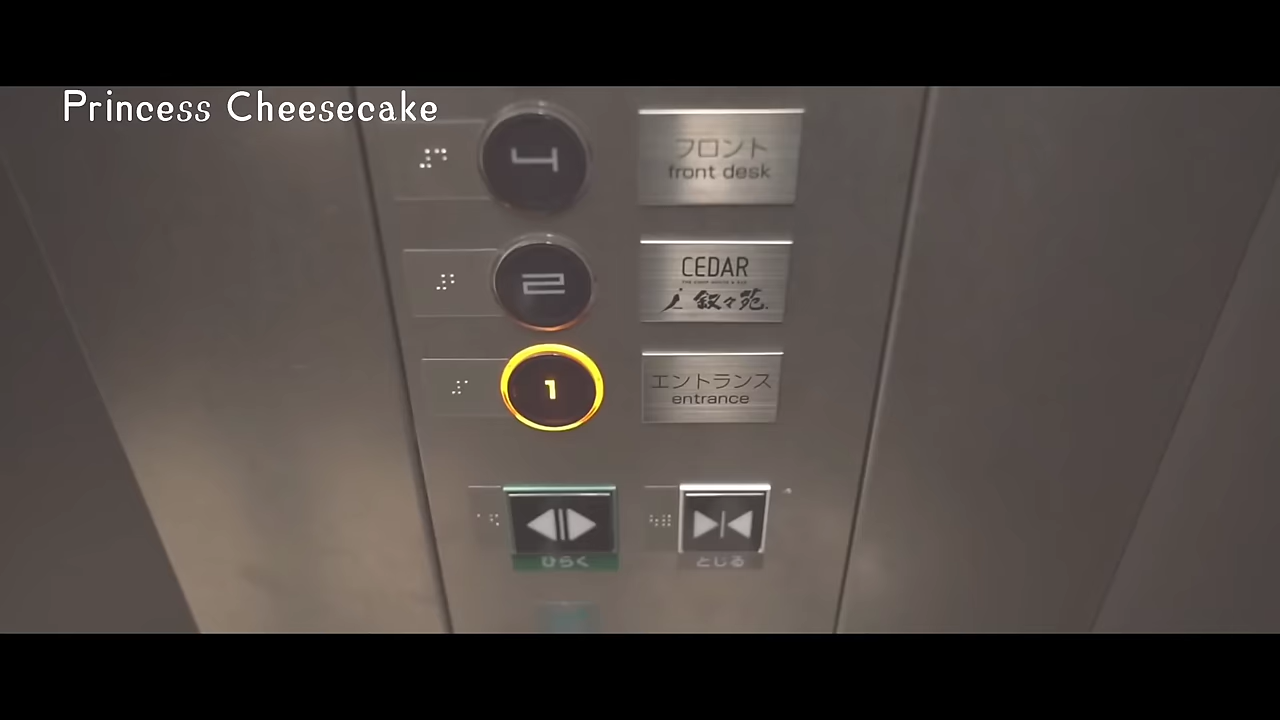 Princess Cheesecake
4
フロント
front desk
2
CEDAR
叙々苑
1
エントランス
entrance
ひらく
とじる